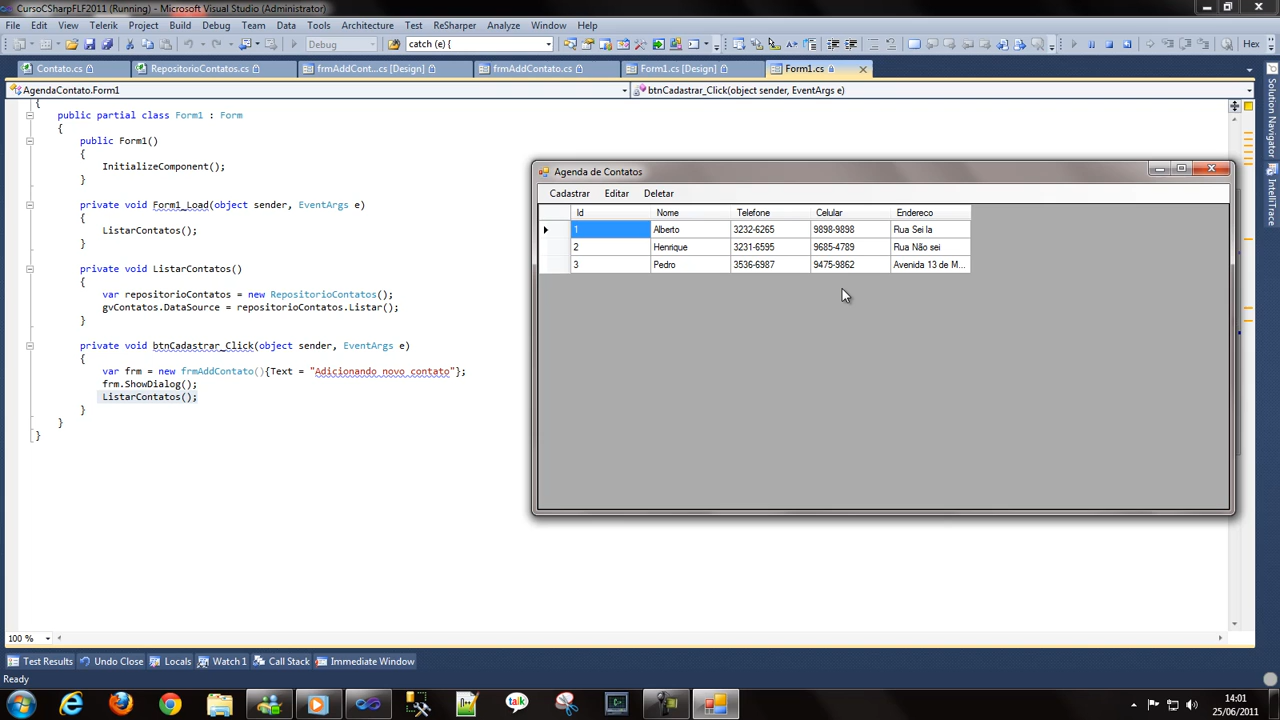 CursoCSharpFLF2011 (Running) - Microsoft Visual Studio (Administrator)
File Edit View Telerik Project Build Debug Team Data Tools Architecture Test ReSharper Analyze Window Help
Debug catch (e) { Hex
Contato.cs RepositorioContatos.cs frmAddCont...cs [Design] frmAddContato.cs Form1.cs [Design] Form1.cs
AgendaContato.Form1 btnCadastrar_Click(object sender, EventArgs e)
{
public partial class Form1 : Form
{
public Form1()
{
InitializeComponent();
}
private void Form1_Load(object sender, EventArgs e)
{
ListarContatos();
}
private void ListarContatos()
{
var repositorioContatos = new RepositorioContatos();
gvContatos.DataSource = repositorioContatos.Listar();
}
private void btnCadastrar_Click(object sender, EventArgs e)
{
var frm = new frmAddContato(){Text = "Adicionando novo contato"};
frm.ShowDialog();
ListarContatos();
}
}
}
Agenda de Contatos
Cadastrar Editar Deletar
Id Nome Telefone Celular Endereco
1 Alberto 3232-6265 9898-9898 Rua Sei la
2 Henrique 3231-6595 9685-4789 Rua Não sei
3 Pedro 3536-6987 9475-9862 Avenida 13 de M...
Solution Navigator
IntelliTrace
100 %
Test Results Undo Close Locals Watch 1 Call Stack Immediate Window
Ready
talk
14:01
25/06/2011